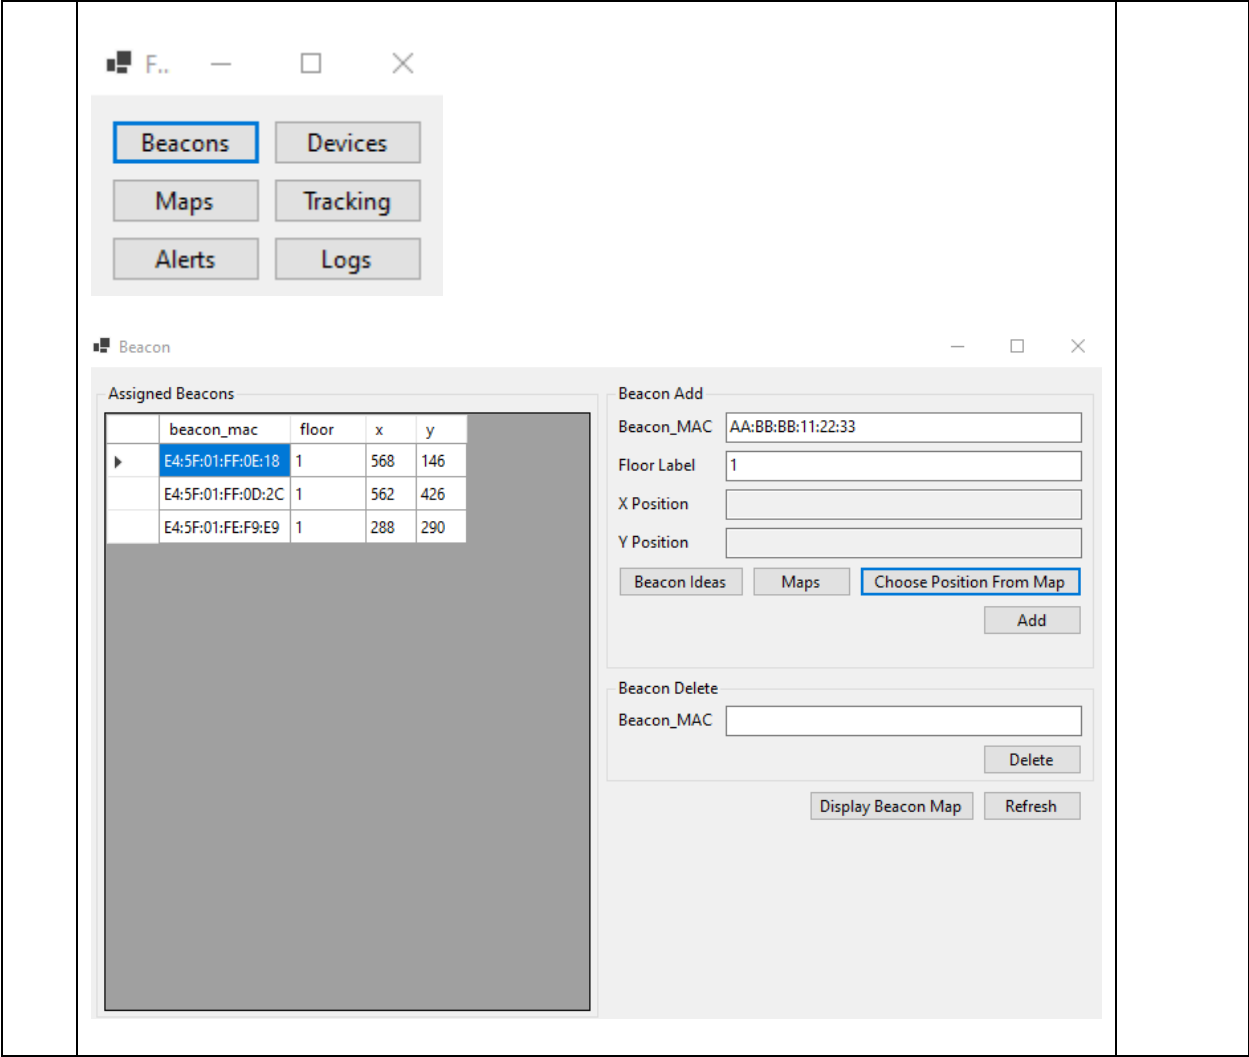 F..
Beacons Devices
Maps Tracking
Alerts Logs
Beacon
Assigned Beacons
beacon_mac floor x y
E4:5F:01:FF:0E:18 1 568 146
E4:5F:01:FF:0D:2C 1 562 426
E4:5F:01:FE:F9:E9 1 288 290
Beacon Add
Beacon_MAC AA:BB:BB:11:22:33
Floor Label 1
X Position
Y Position
Beacon Ideas Maps Choose Position From Map
Add
Beacon Delete
Beacon_MAC
Delete
Display Beacon Map Refresh